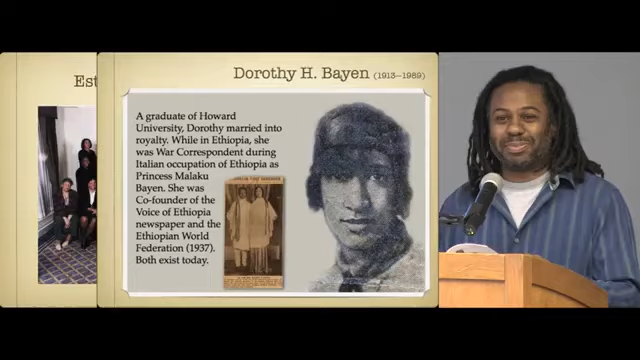 Est
Dorothy H. Bayen (1913–1989)
A graduate of Howard
University, Dorothy married into
royalty. While in Ethiopia, she
was War Correspondent during
Italian occupation of Ethiopia as
Princess Malaku
Bayen. She was
Co-founder of the
Voice of Ethiopia
newspaper and the
Ethiopian World
Federation (1937).
Both exist today.